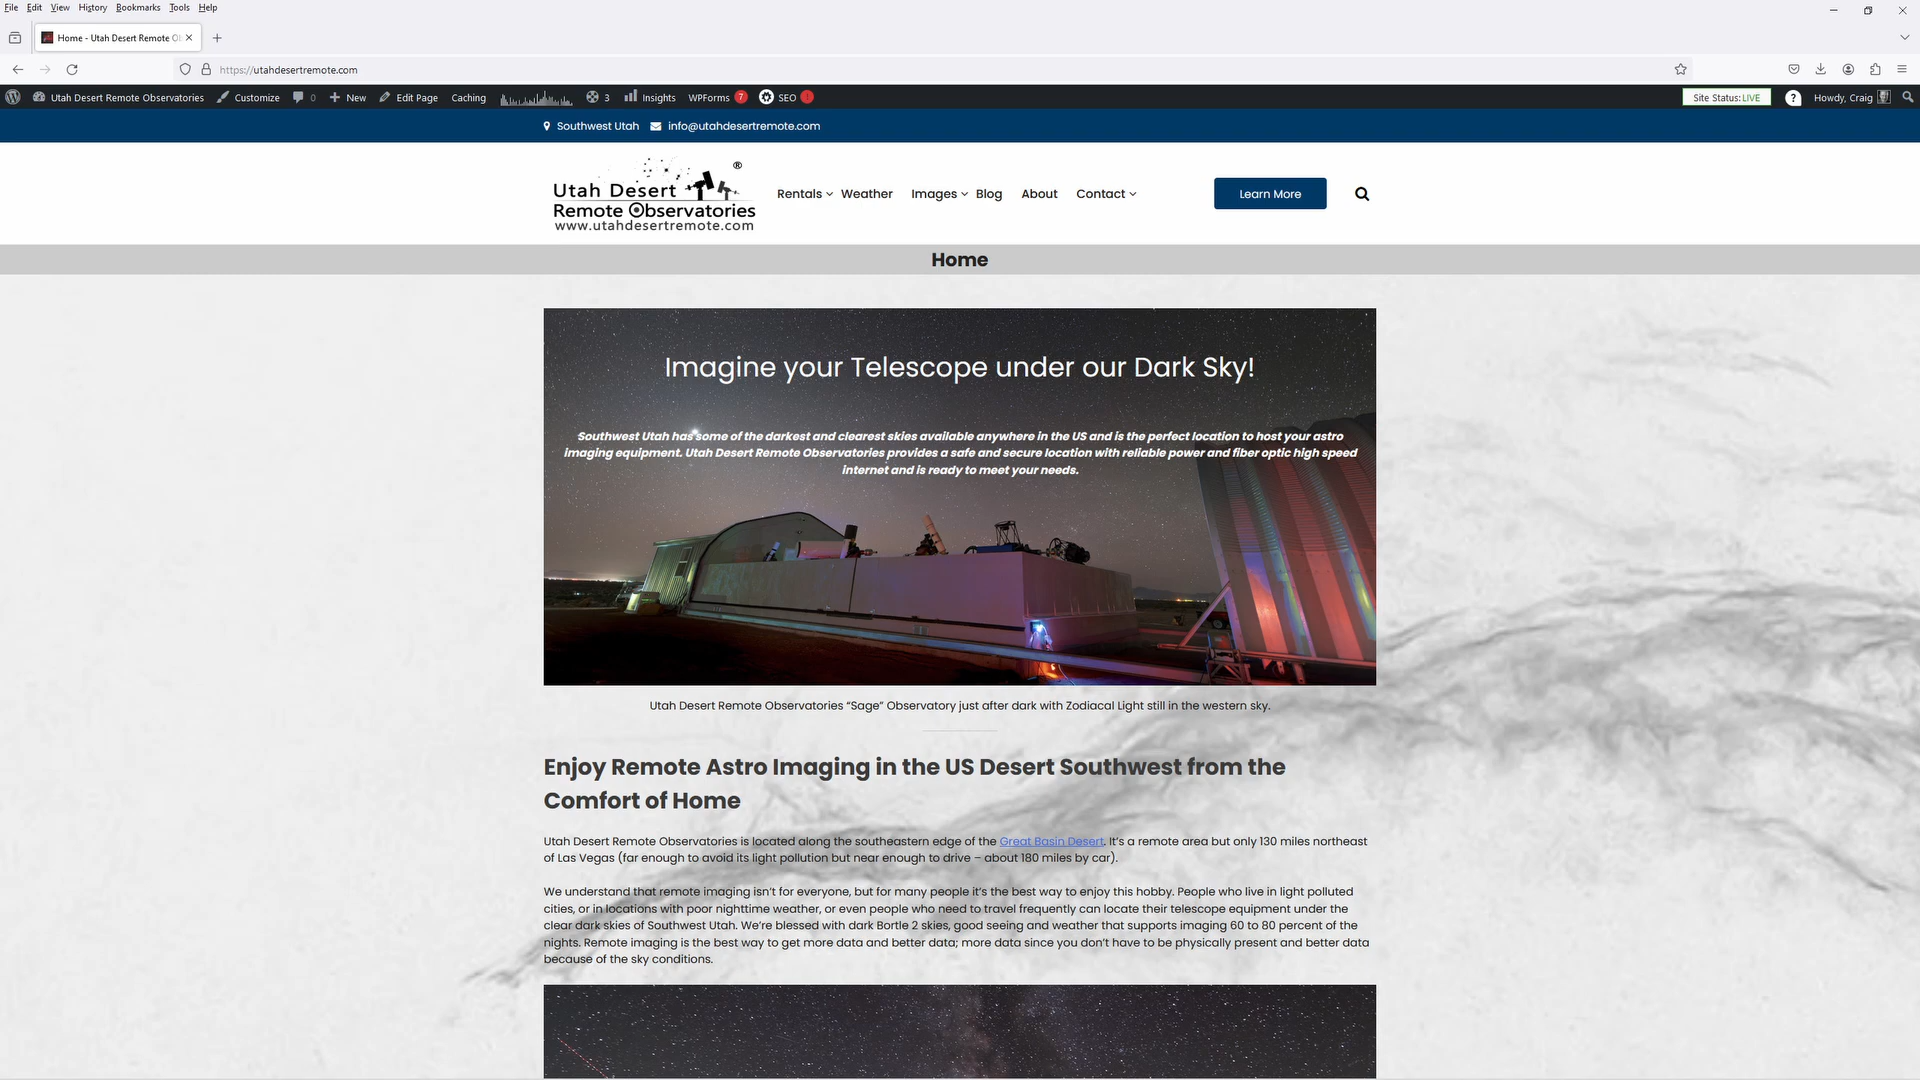 File Edit View History Bookmarks Tools Help
Home - Utah Desert Remote O
https://utahdesertremote.com
Utah Desert Remote Observatories 0 Customize New Edit Page Caching 3 Insights WPForms 7 SEO Site Status: LIVE Howdy, Craig
Southwest Utah info@utahdesertremote.com
Utah Desert ®
Remote Observatories
www.utahdesertremote.com
Rentals Weather Images Blog About Contact Learn More
Home
Imagine your Telescope under our Dark Sky!
Southwest Utah has some of the darkest and clearest skies available anywhere in the US and is the perfect location to host your astro
imaging equipment. Utah Desert Remote Observatories provides a safe and secure location with reliable power and fiber optic high speed
internet and is ready to meet your needs.
Utah Desert Remote Observatories “Sage” Observatory just after dark with Zodiacal Light still in the western sky.
Enjoy Remote Astro Imaging in the US Desert Southwest from the
Comfort of Home
Utah Desert Remote Observatories is located along the southeastern edge of the Great Basin Desert. It’s a remote area but only 130 miles northeast
of Las Vegas (far enough to avoid its light pollution but near enough to drive – about 180 miles by car).
We understand that remote imaging isn’t for everyone, but for many people it’s the best way to enjoy this hobby. People who live in light polluted
cities, or in locations with poor nighttime weather, or even people who need to travel frequently can locate their telescope equipment under the
clear dark skies of Southwest Utah. We’re blessed with dark Bortle 2 skies, good seeing and weather that supports imaging 60 to 80 percent of the
nights. Remote imaging is the best way to get more data and better data; more data since you don’t have to be physically present and better data
because of the sky conditions.